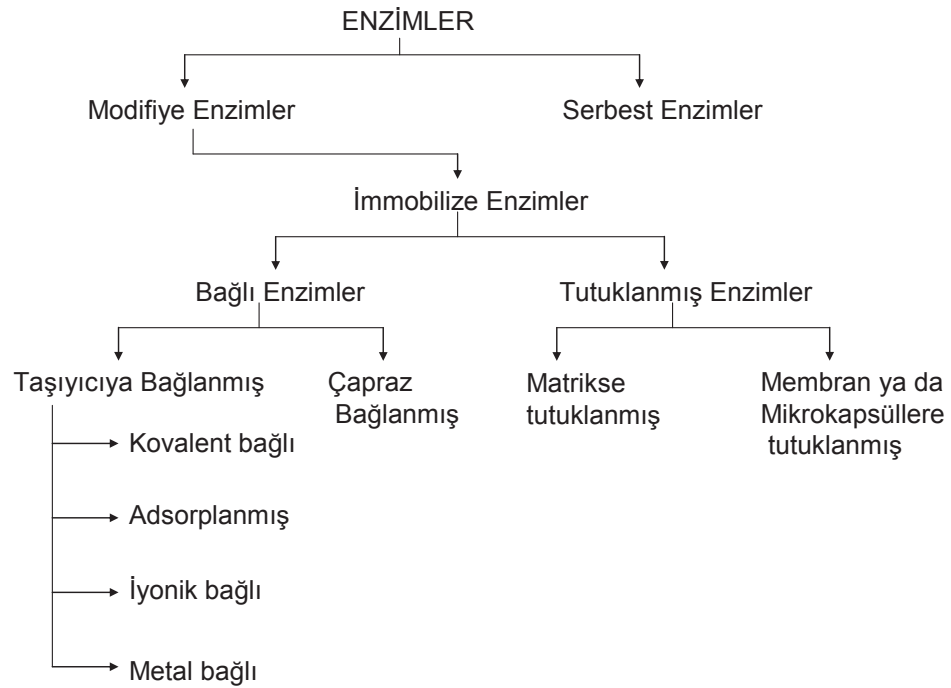 ENZİMLER
Modifiye Enzimler
Serbest Enzimler
İmmobilize Enzimler
Bağlı Enzimler
Tutuklanmış Enzimler
Taşıyıcıya Bağlanmış
Çapraz
Bağlanmış
Matrikse
tutuklanmış
Membran ya da
Mikrokapsüllere
tutuklanmış
Kovalent bağlı
Adsorplanmış
İyonik bağlı
Metal bağlı